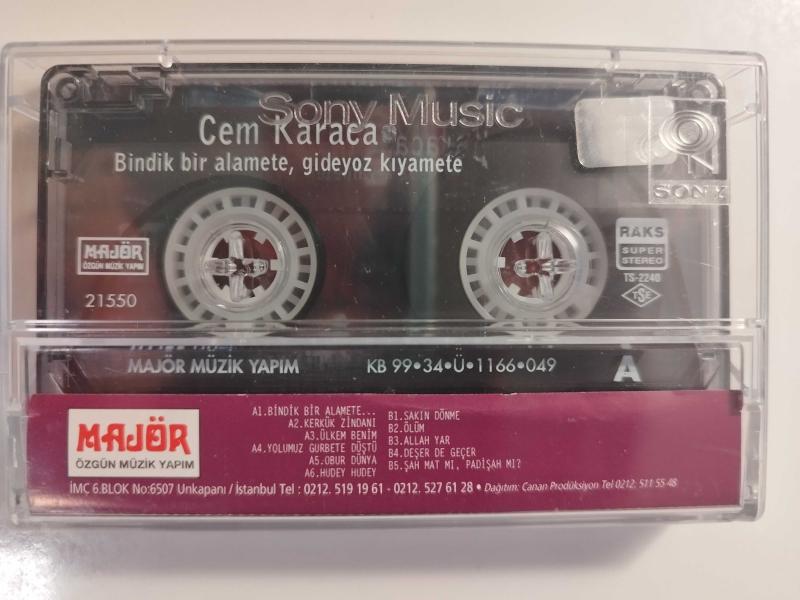 Sony Music
Cem Karaca
Bindik bir alamete, gideyoz kıyamete
SONY
MAJÖR
ÖZGÜN MÜZİK YAPIM
21550
RAKS
SUPER
STEREO
TS-2240
TSE
MAJÖR MÜZİK YAPIM KB 99•34•Ü•1166•049 A
MAJÖR
ÖZGÜN MÜZİK YAPIM
A1.BİNDİK BİR ALAMETE...
A2.KERKÜK ZİNDANI
A3.ÜLKEM BENİM
A4.YOLUMUZ GURBETE DÜŞTÜ
A5.OBUR DÜNYA
A6.HUDEY HUDEY
B1.SAKIN DÖNME
B2.ÖLÜM
B3.ALLAH YAR
B4.DEŞER DE GEÇER
B5.ŞAH MAT MI, PADİŞAH MI?
İMÇ 6.BLOK No:6507 Unkapanı / İstanbul Tel : 0212. 519 19 61 - 0212. 527 61 28 • Dağıtım: Canan Prodüksiyon Tel 0212. 511 55 48